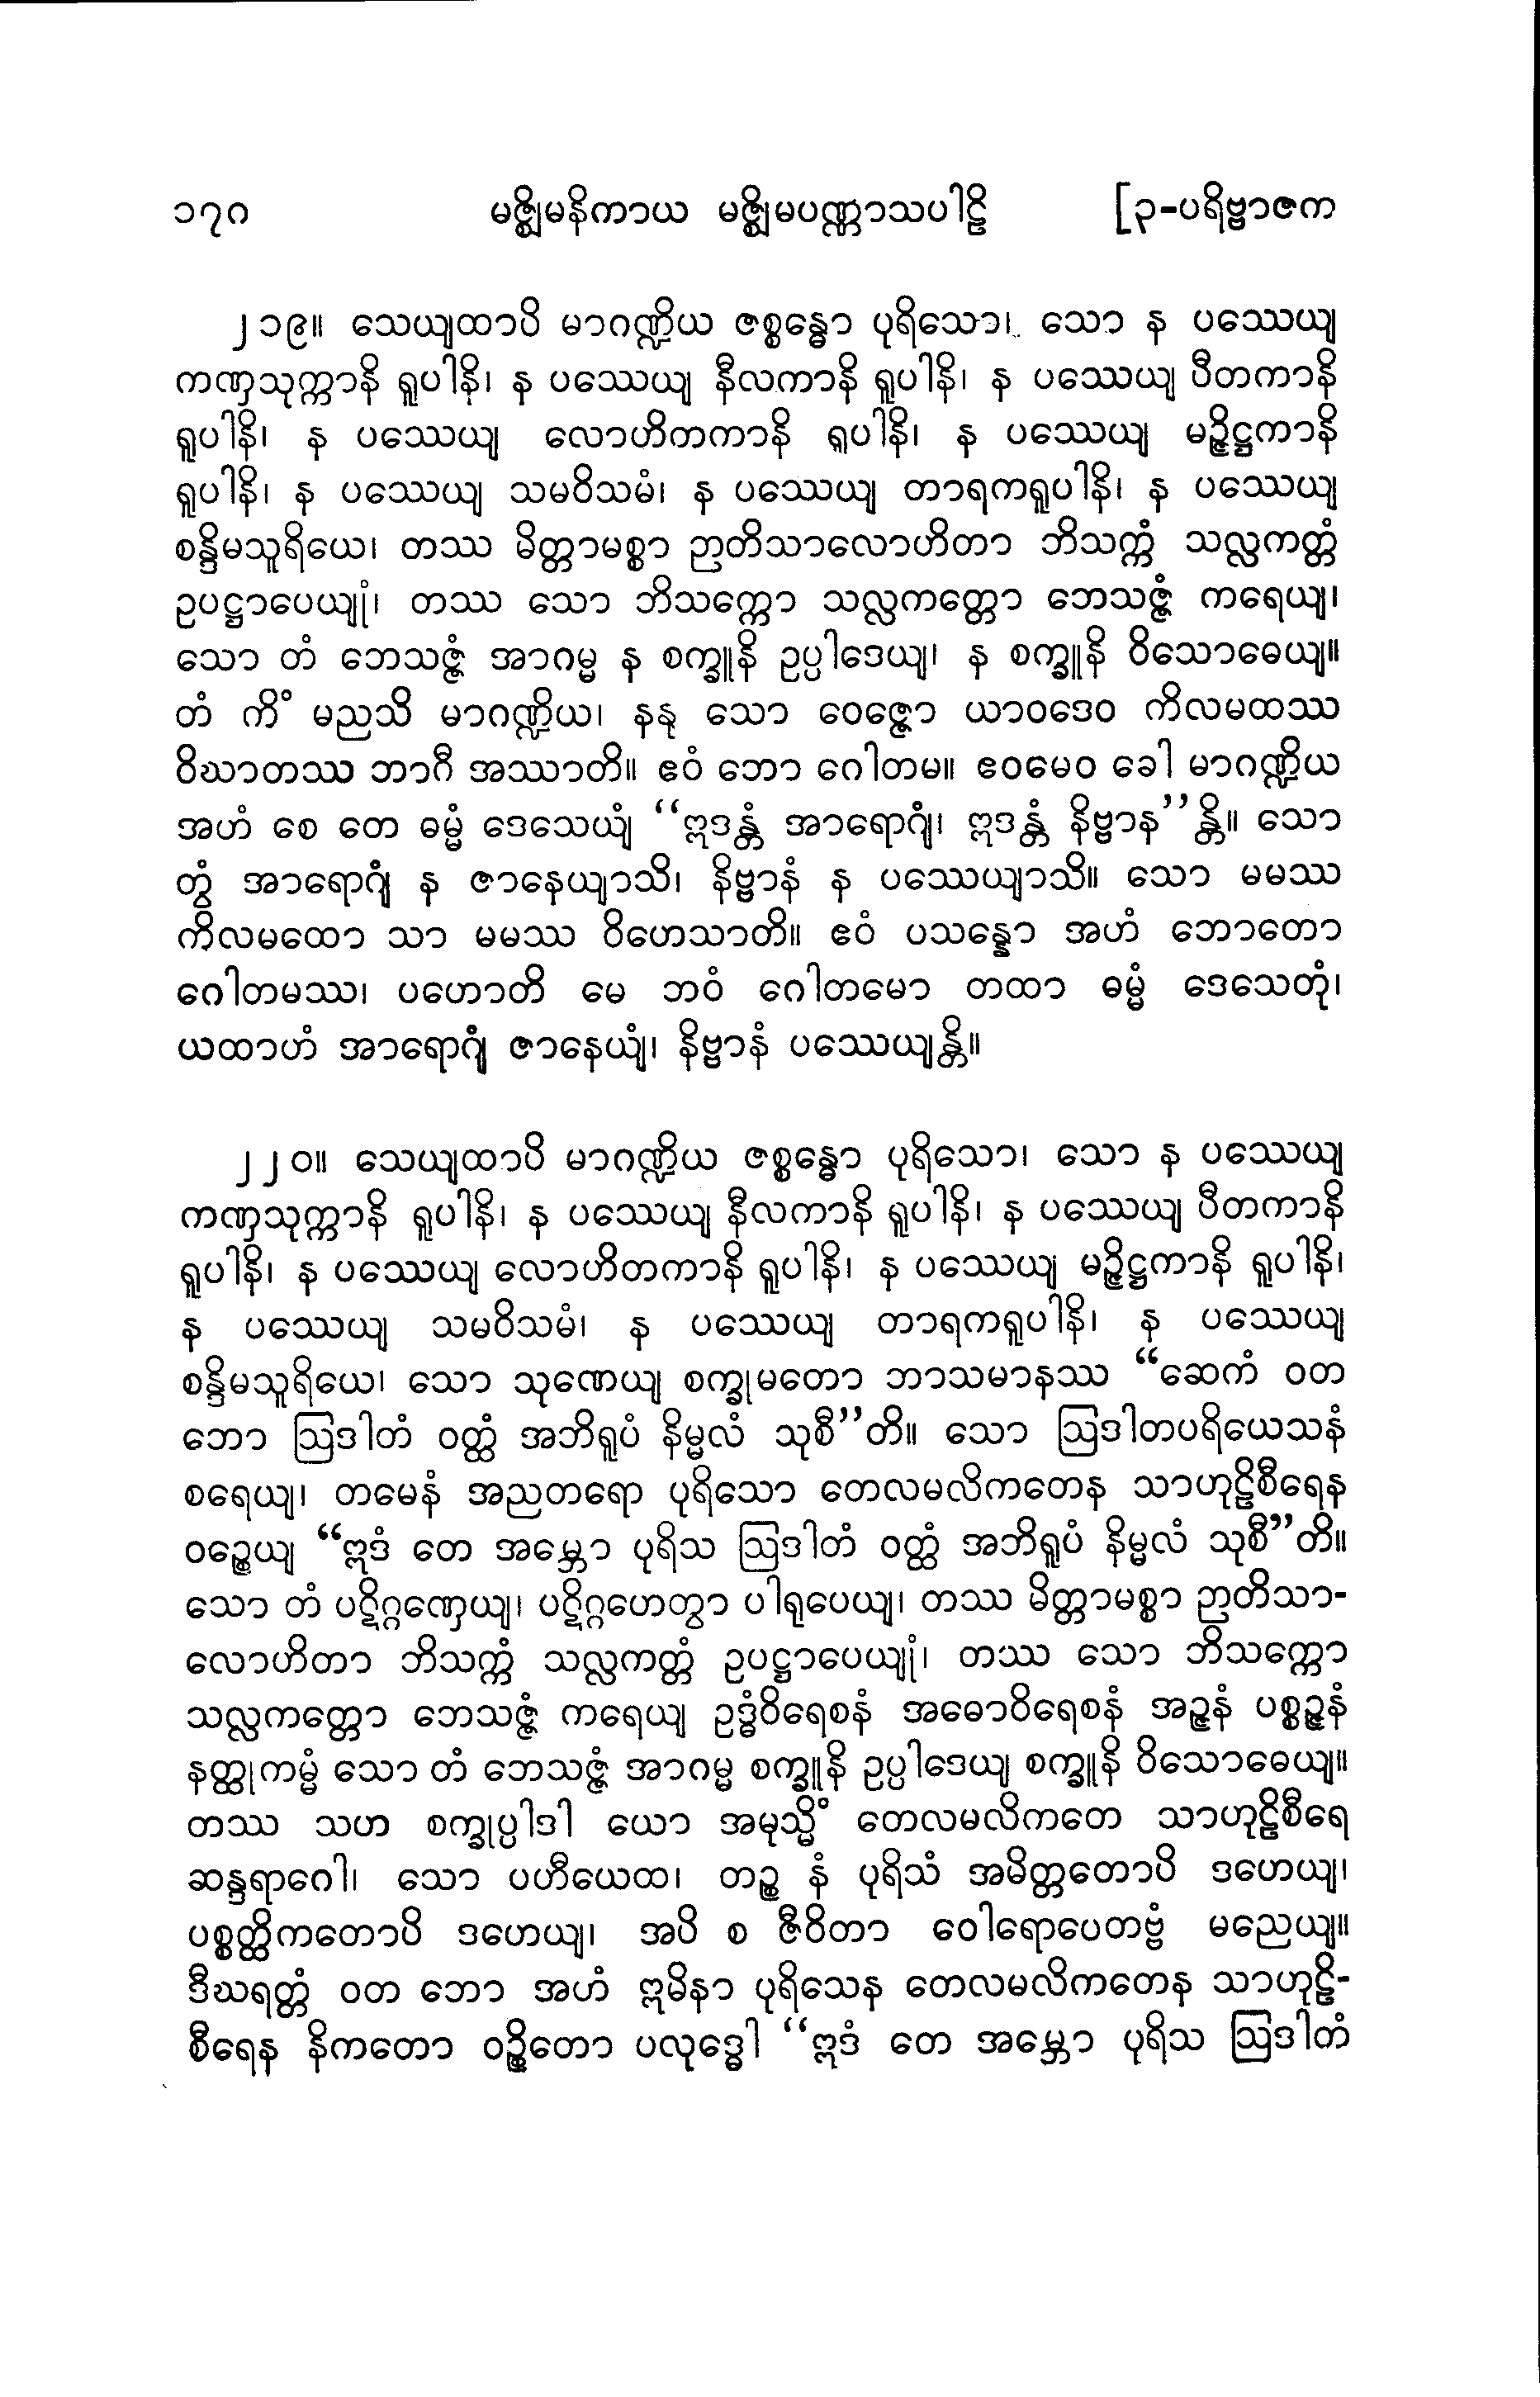 ၁၇၈ မဇ္ဈိမနိကာယ မဇ္ဈိမပဏ္ဏာသပါဠိ [၃-ပရိဗ္ဗာဇက
၂၁၉။ သေယျထာပိ မာဂဏ္ဍိယ ဇစ္စန္ဓော ပုရိသော၊ သော န ပဿေယျ
ကဏှသုက္ကာနိ ရူပါနိ၊ န ပဿေယျ နီလကာနိ ရူပါနိ၊ န ပဿေယျ ပီတကာနိ
ရူပါနိ၊ န ပဿေယျ လောဟိတကာနိ ရူပါနိ၊ န ပဿေယျ မဉ္ဇိဋ္ဌကာနိ
ရူပါနိ၊ န ပဿေယျ သမဝိသမံ၊ န ပဿေယျ တာရကရူပါနိ၊ န ပဿေယျ
စန္ဒိမသူရိယေ၊ တဿ မိတ္တာမစ္စာ ဉာတိသာလောဟိတာ ဘိသက္ကံ သလ္လကတ္တံ
ဥပဋ္ဌာပေယျုံ၊ တဿ သော ဘိသက္ကော သလ္လကတ္တော ဘေသဇ္ဇံ ကရေယျ၊
သော တံ ဘေသဇ္ဇံ အာဂမ္မ န စက္ခူနိ ဥပ္ပါဒေယျ၊ န စက္ခူနိ ဝိသောဓေယျ။
တံ ကိံ မညသိ မာဂဏ္ဍိယ၊ နနု သော ဝေဇ္ဇော ယာဝဒေဝ ကိလမထဿ
ဝိဃာတဿ ဘာဂီ အဿာတိ။ ဧဝံ ဘော ဂေါတမ။ ဧဝမေဝ ခေါ မာဂဏ္ဍိယ
အဟံ စေ တေ ဓမ္မံ ဒေသေယျံ “ဣဒန္တံ အာရောဂျံ၊ ဣဒန္တံ နိဗ္ဗာန”န္တိ။ သော
တွံ အာရောဂျံ န ဇာနေယျာသိ၊ နိဗ္ဗာနံ န ပဿေယျာသိ။ သော မမဿ
ကိလမထော သာ မမဿ ဝိဟေသာတိ။ ဧဝံ ပသန္နော အဟံ ဘောတော
ဂေါတမဿ၊ ပဟောတိ မေ ဘဝံ ဂေါတမော တထာ ဓမ္မံ ဒေသေတုံ၊
ယထာဟံ အာရောဂျံ ဇာနေယျံ၊ နိဗ္ဗာနံ ပဿေယျန္တိ။
၂၂၀။ သေယျထာပိ မာဂဏ္ဍိယ ဇစ္စန္ဓော ပုရိသော၊ သော န ပဿေယျ
ကဏှသုက္ကာနိ ရူပါနိ၊ န ပဿေယျ နီလကာနိ ရူပါနိ၊ န ပဿေယျ ပီတကာနိ
ရူပါနိ၊ န ပဿေယျ လောဟိတကာနိ ရူပါနိ၊ န ပဿေယျ မဉ္ဇိဋ္ဌကာနိ ရူပါနိ၊
န ပဿေယျ သမဝိသမံ၊ န ပဿေယျ တာရကရူပါနိ၊ န ပဿေယျ
စန္ဒိမသူရိယေ၊ သော သုဏေယျ စက္ခုမတော ဘာသမာနဿ “ဆေကံ ဝတ
ဘော ဩဒါတံ ဝတ္ထံ အဘိရူပံ နိမ္မလံ သုစီ”တိ။ သော ဩဒါတပရိယေသနံ
စရေယျ၊ တမေနံ အညတရော ပုရိသော တေလမလိကတေန သာဟုဠိစီရေန
ဝဉ္စေယျ “ဣဒံ တေ အမ္ဘော ပုရိသ ဩဒါတံ ဝတ္ထံ အဘိရူပံ နိမ္မလံ သုစီ”တိ။
သော တံ ပဋိဂ္ဂဏှေယျ၊ ပဋိဂ္ဂဟေတွာ ပါရုပေယျ၊ တဿ မိတ္တာမစ္စာ ဉာတိသာ-
လောဟိတာ ဘိသက္ကံ သလ္လကတ္တံ ဥပဋ္ဌာပေယျုံ၊ တဿ သော ဘိသက္ကော
သလ္လကတ္တော ဘေသဇ္ဇံ ကရေယျ ဥဒ္ဓံဝိရေစနံ အဓောဝိရေစနံ အဉ္ဇနံ ပစ္စဉ္ဇနံ
နတ္ထုကမ္မံ သော တံ ဘေသဇ္ဇံ အာဂမ္မ စက္ခူနိ ဥပ္ပါဒေယျ စက္ခူနိ ဝိသောဓေယျ။
တဿ သဟ စက္ခုပ္ပါဒါ ယော အမုသ္မိံ တေလမလိကတေ သာဟုဠိစီရေ
ဆန္ဒရာဂေါ၊ သော ပဟီယေထ၊ တဉ္စ နံ ပုရိသံ အမိတ္တတောပိ ဒဟေယျ၊
ပစ္စတ္ထိကတောပိ ဒဟေယျ၊ အပိ စ ဇီဝိတာ ဝေါရောပေတဗ္ဗံ မညေယျ။
ဒီဃရတ္တံ ဝတ ဘော အဟံ ဣမိနာ ပုရိသေန တေလမလိကတေန သာဟုဠိ-
စီရေန နိကတော ဝဉ္စိတော ပလုဒ္ဓေါ “ဣဒံ တေ အမ္ဘော ပုရိသ ဩဒါတံ